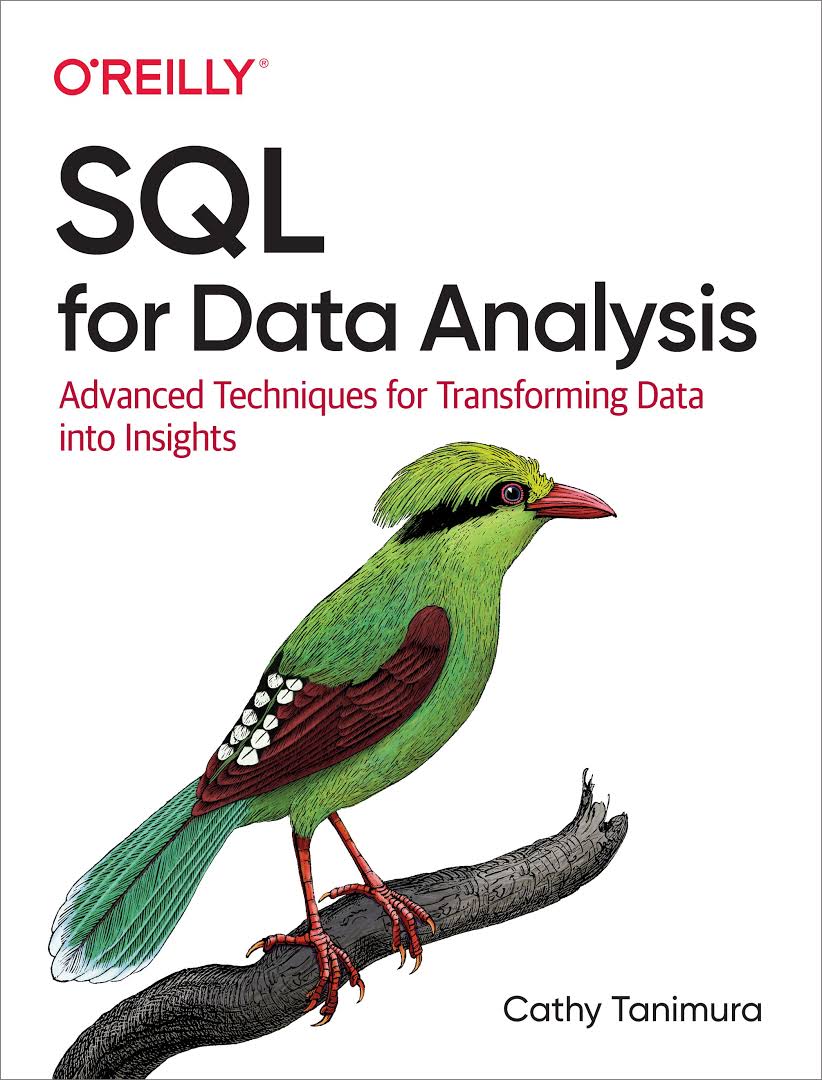 O'REILLY®
SQL
for Data Analysis
Advanced Techniques for Transforming Data
into Insights
Cathy Tanimura